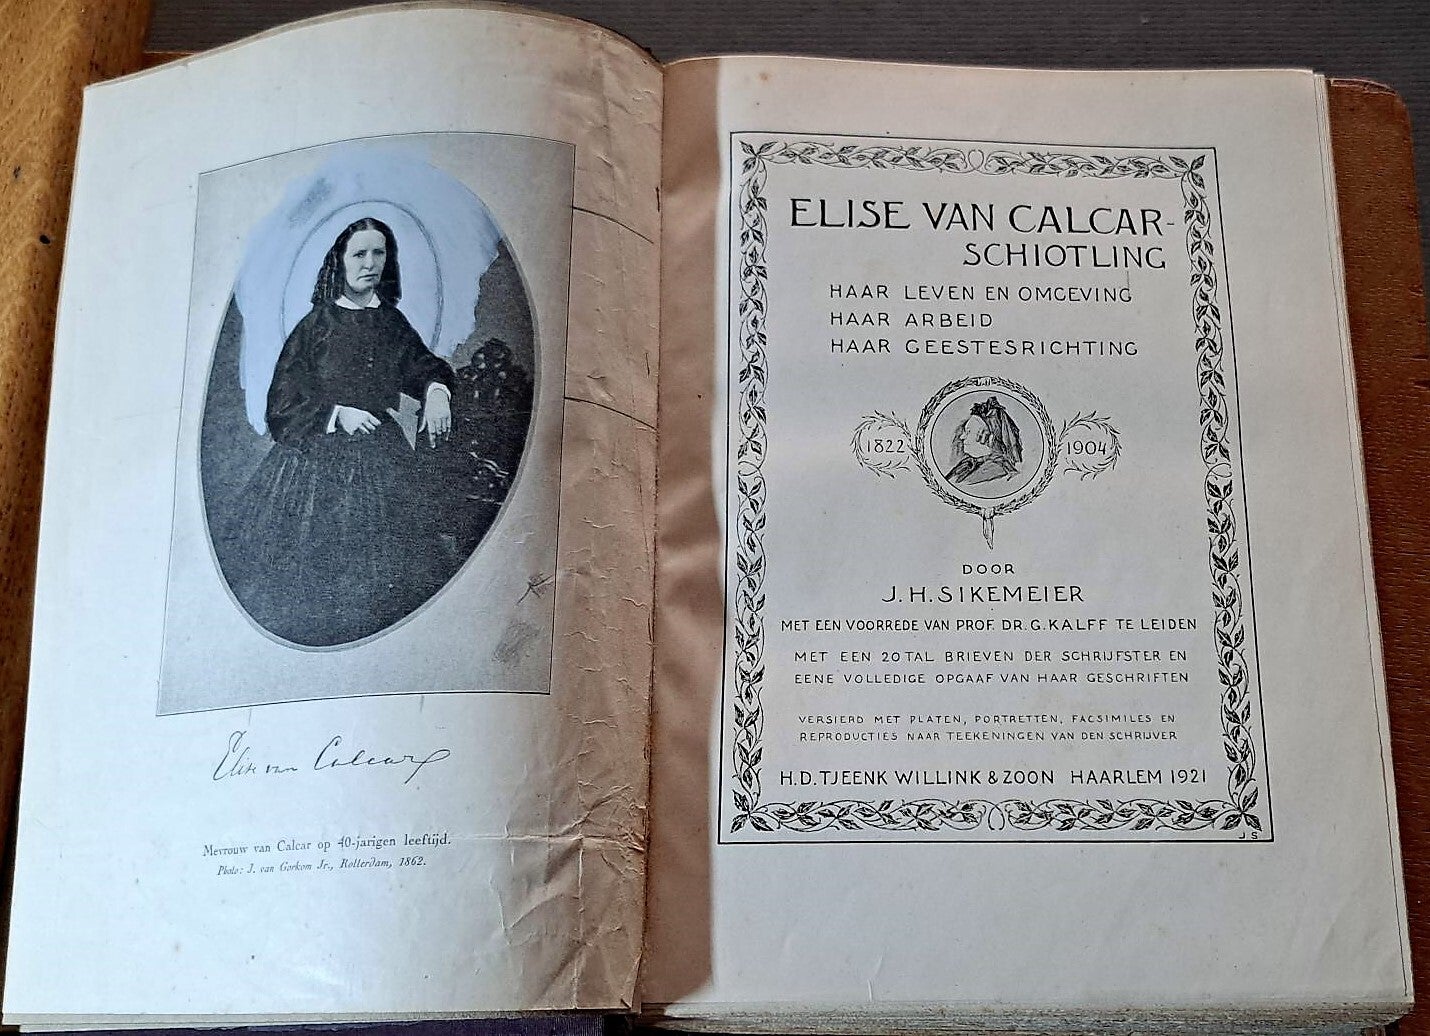 Elise van Calcar
Mevrouw van Calcar op 40-jarigen leeftijd.
Photo: J. van Gorkom Jr., Rotterdam, 1862.
ELISE VAN CALCAR-
SCHIOTLING
HAAR LEVEN EN OMGEVING
HAAR ARBEID
HAAR GEESTESRICHTING
1822 1904
DOOR
J. H. SIKEMEIER
MET EEN VOORREDE VAN PROF. DR. G. KALFF TE LEIDEN
MET EEN 20TAL BRIEVEN DER SCHRIJFSTER EN
EENE VOLLEDIGE OPGAAF VAN HAAR GESCHRIFTEN
VERSIERD MET PLATEN, PORTRETTEN, FACSIMILES EN
REPRODUCTIES NAAR TEEKENINGEN VAN DEN SCHRIJVER
H. D. TJEENK WILLINK & ZOON HAARLEM 1921
J S